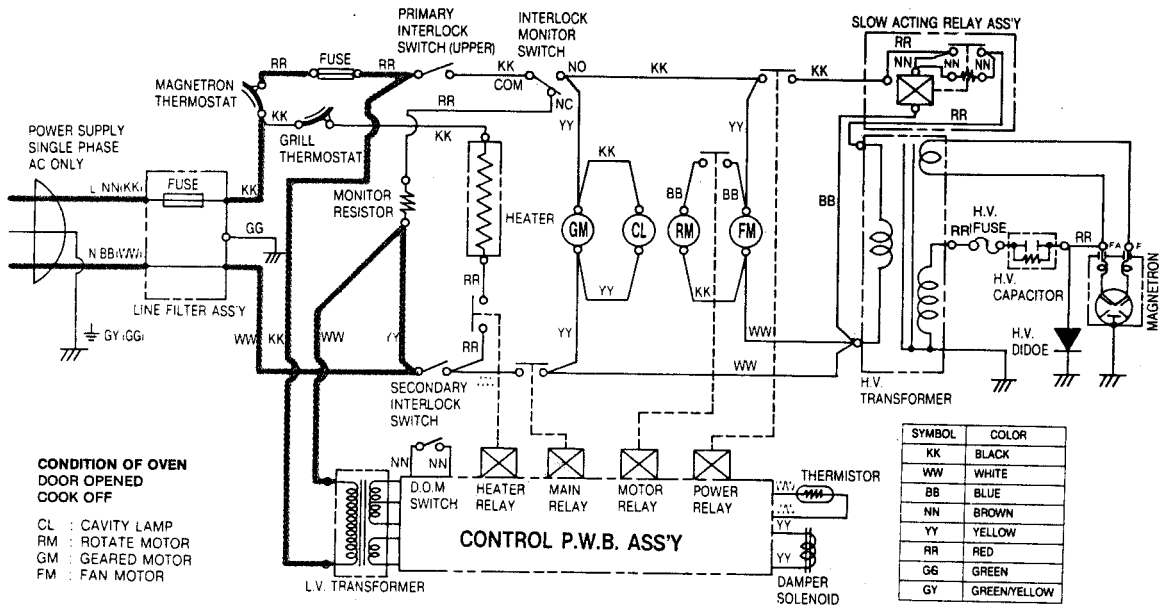 PRIMARY
INTERLOCK
SWITCH (UPPER)
INTERLOCK
MONITOR
SWITCH
SLOW ACTING RELAY ASS'Y
RR
FUSE
RR
KK
COM
NO
KK
KK
RR
NN
NN
NN
RR
MAGNETRON
THERMOSTAT
KK
GRILL
THERMOSTAT
KK
RR
NC
YY
YY
POWER SUPPLY
SINGLE PHASE
AC ONLY
L NN(KK)
FUSE
KK
GG
N BB(WW)
LINE FILTER ASS'Y
GY (GG)
MONITOR
RESISTOR
HEATER
KK
GM
CL
YY
BB
BB
RM
FM
KK
BB
H.V.
FUSE
RR
RR
FA
F
H.V.
CAPACITOR
MAGNETRON
H.V.
DIDOE
WW
KK
WW
YY
RR
RR
YY
WW
WW
H.V.
TRANSFORMER
SECONDARY
INTERLOCK
SWITCH
CONDITION OF OVEN
DOOR OPENED
COOK OFF
CL : CAVITY LAMP
RM : ROTATE MOTOR
GM : GEARED MOTOR
FM : FAN MOTOR
NN
NN
D.O.M
SWITCH
HEATER
RELAY
MAIN
RELAY
MOTOR
RELAY
POWER
RELAY
CONTROL P.W.B. ASS'Y
L.V. TRANSFORMER
THERMISTOR
YY
YY
DAMPER
SOLENOID
SYMBOL COLOR
KK BLACK
WW WHITE
BB BLUE
NN BROWN
YY YELLOW
RR RED
GG GREEN
GY GREEN/YELLOW